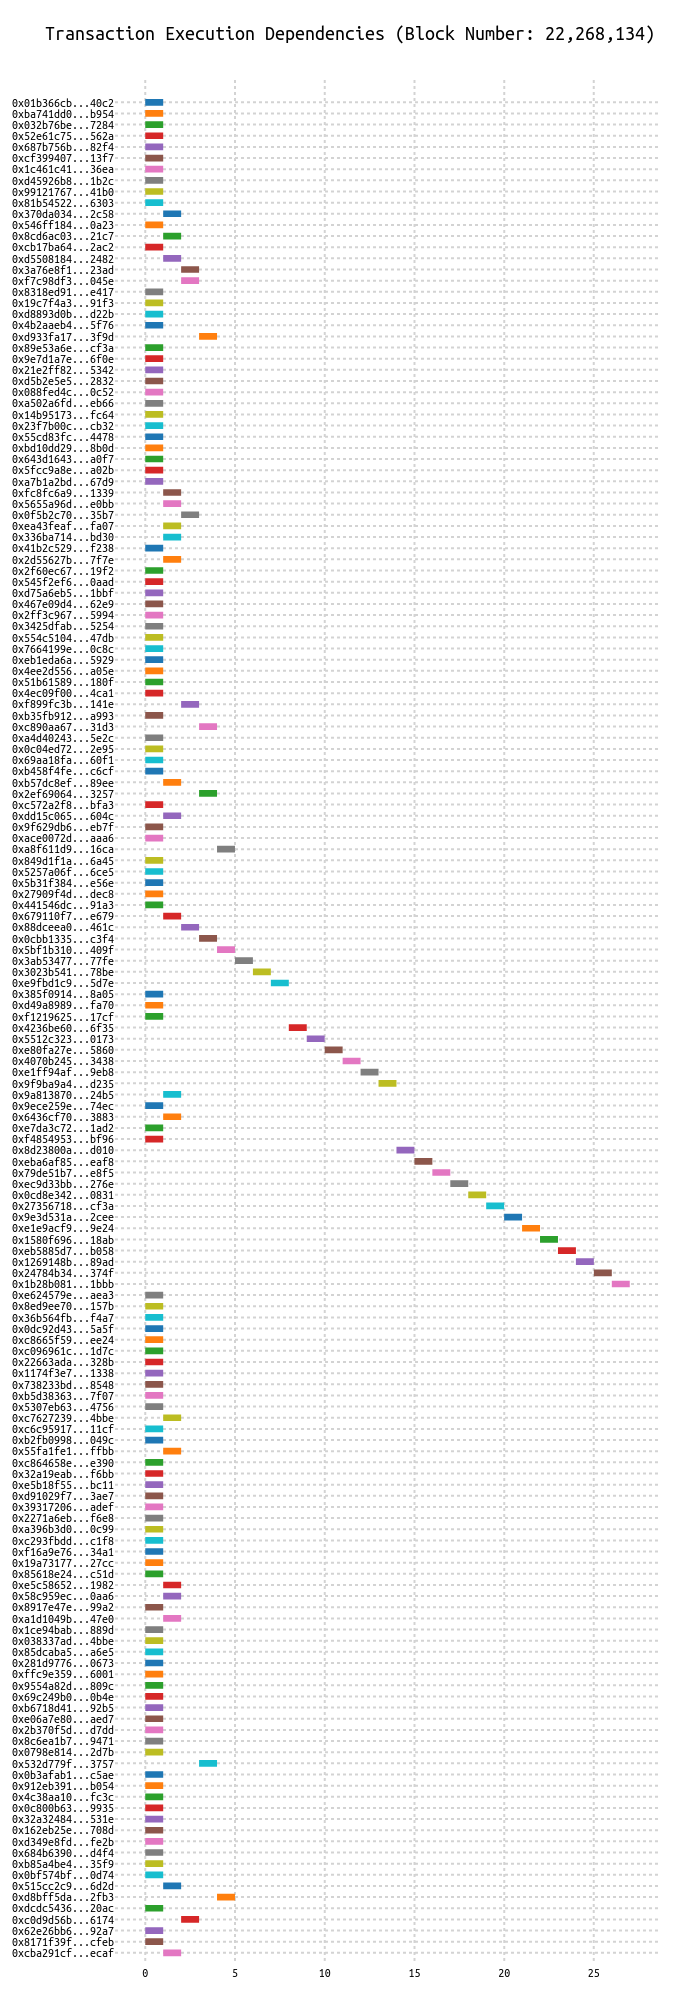 Transaction Execution Dependencies (Block Number: 22,268,134)
0x01b366cb...40c2
0xba741dd0...b954
0x032b76be...7284
0x52e61c75...562a
0x687b756b...82f4
0xcf399407...13f7
0x1c461c41...36ea
0xd45926b8...1b2c
0x99121767...41b0
0x81b54522...6303
0x370da034...2c58
0x546ff184...0a23
0x8cd6ac03...21c7
0xcb17ba64...2ac2
0xd5508184...2482
0x3a76e8f1...23ad
0xf7c98df3...045e
0x8318ed91...e417
0x19c7f4a3...91f3
0xd8893d0b...d22b
0x4b2aaeb4...5f76
0xd933fa17...3f9d
0x89e53a6e...cf3a
0x9e7d1a7e...6f0e
0x21e2ff82...5342
0xd5b2e5e5...2832
0x088fed4c...0c52
0xa502a6fd...eb66
0x14b95173...fc64
0x23f7b00c...cb32
0x55cd83fc...4478
0xbd10dd29...8b0d
0x643d1643...a0f7
0x5fcc9a8e...a02b
0xa7b1a2bd...67d9
0xfc8fc6a9...1339
0x5655a96d...e0bb
0x0f5b2c70...35b7
0xea43feaf...fa07
0x336ba714...bd30
0x41b2c529...f238
0x2d55627b...7f7e
0x2f60ec67...19f2
0x545f2ef6...0aad
0xd75a6eb5...1bbf
0x467e09d4...62e9
0x2ff3c967...5994
0x3425dfab...5254
0x554c5104...47db
0x7664199e...0c8c
0xeb1eda6a...5929
0x4ee2d556...a05e
0x51b61589...180f
0x4ec09f00...4ca1
0xf899fc3b...141e
0xb35fb912...a993
0xc890aa67...31d3
0xa4d40243...5e2c
0x0c04ed72...2e95
0x69aa18fa...60f1
0xb458f4fe...c6cf
0xb57dc8ef...89ee
0x2ef69064...3257
0xc572a2f8...bfa3
0xdd15c065...604c
0x9f629db6...eb7f
0xace0072d...aaa6
0xa8f611d9...16ca
0x849d1f1a...6a45
0x5257a06f...6ce5
0x5b31f384...e56e
0x27909f4d...dec8
0x441546dc...91a3
0x679110f7...e679
0x88dceea0...461c
0x0cbb1335...c3f4
0x5bf1b310...409f
0x3ab53477...77fe
0x3023b541...78be
0xe9fbd1c9...5d7e
0x385f0914...8a05
0xd49a8989...fa70
0xf1219625...17cf
0x4236be60...6f35
0x5512c323...0173
0xe80fa27e...5860
0x4070b245...3438
0xe1ff94af...9eb8
0x9f9ba9a4...d235
0x9a813870...24b5
0x9ece259e...74ec
0x6436cf70...3883
0xe7da3c72...1ad2
0xf4854953...bf96
0x8d23800a...d010
0xeba6af85...eaf8
0x79de51b7...e8f5
0xec9d33bb...276e
0x0cd8e342...0831
0x27356718...cf3a
0x9e3d531a...2cee
0xe1e9acf9...9e24
0x1580f696...18ab
0xeb5885d7...b058
0x1269148b...89ad
0x24784b34...374f
0x1b28b081...1bbb
0xe624579e...aea3
0x8ed9ee70...157b
0x36b564fb...f4a7
0x0dc92d43...5a5f
0xc8665f59...ee24
0xc096961c...1d7c
0x22663ada...328b
0x1174f3e7...1338
0x738233bd...8548
0xb5d38363...7f07
0x5307eb63...4756
0xc7627239...4bbe
0xc6c95917...11cf
0xb2fb0998...049c
0x55fa1fe1...ffbb
0xc864658e...e390
0x32a19eab...f6bb
0xe5b18f55...bc11
0xd91029f7...3ae7
0x39317206...adef
0x2271a6eb...f6e8
0xa396b3d0...0c99
0xc293fbdd...c1f8
0xf16a9e76...34a1
0x19a73177...27cc
0x85618e24...c51d
0xe5c58652...1982
0x58c959ec...0aa6
0x8917e47e...99a2
0xa1d1049b...47e0
0x1ce94bab...889d
0x038337ad...4bbe
0x85dcaba5...a6e5
0x281d9776...0673
0xffc9e359...6001
0x9554a82d...809c
0x69c249b0...0b4e
0xb6718d41...92b5
0xe06a7e80...aed7
0x2b370f5d...d7dd
0x8c6ea1b7...9471
0x0798e814...2d7b
0x532d779f...3757
0x0b3afab1...c5ae
0x912eb391...b054
0x4c38aa10...fc3c
0x0c800b63...9935
0x32a32484...531e
0x162eb25e...708d
0xd349e8fd...fe2b
0x684b6390...d4f4
0xb85a4be4...35f9
0x0bf574bf...0d74
0x515cc2c9...6d2d
0xd8bff5da...2fb3
0xdcdc5436...20ac
0xc0d9d56b...6174
0x62e26bb6...92a7
0x8171f39f...cfeb
0xcba291cf...ecaf
0 5 10 15 20 25